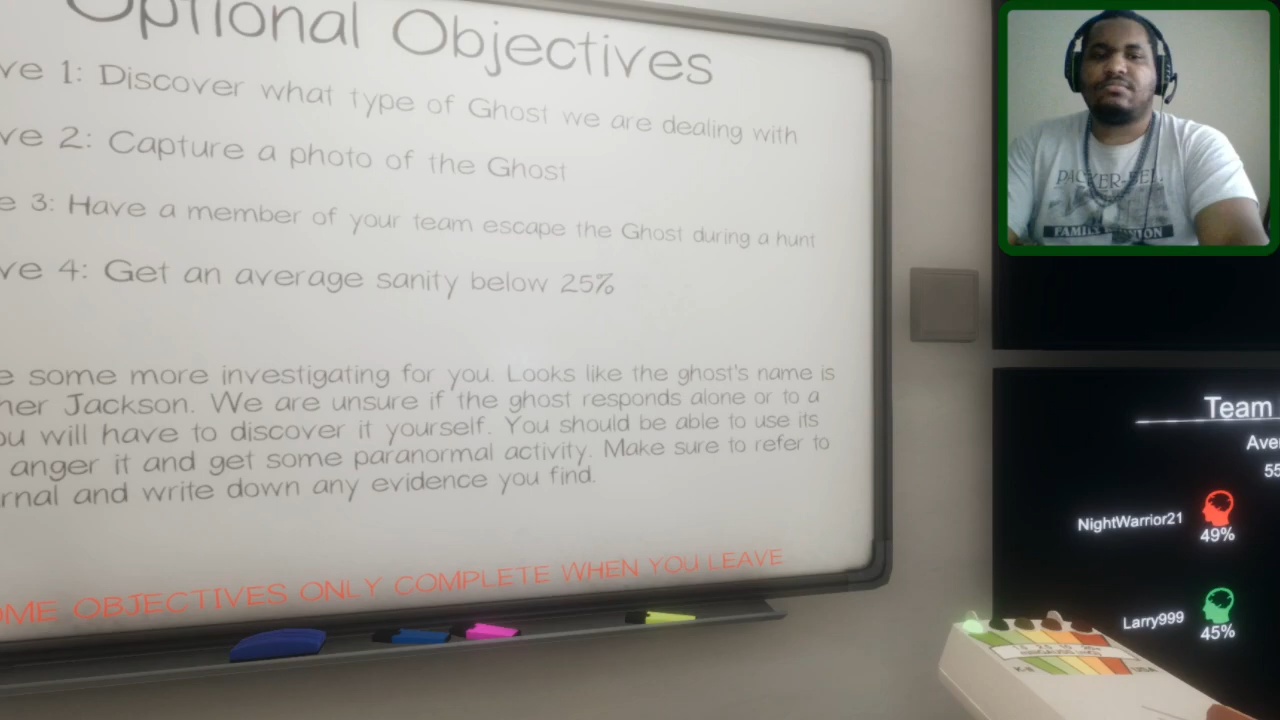 Optional Objectives
ve 1: Discover what type of Ghost we are dealing with
ve 2: Capture a photo of the Ghost
e 3: Have a member of your team escape the Ghost during a hunt
ve 4: Get an average sanity below 25%
e some more investigating for you. Looks like the ghost's name is
her Jackson. We are unsure if the ghost responds alone or to a
ou will have to discover it yourself. You should be able to use its
anger it and get some paranormal activity. Make sure to refer to
rnal and write down any evidence you find.
OME OBJECTIVES ONLY COMPLETE WHEN YOU LEAVE
FAMILY
Team
Aver
55
NightWarrior21
49%
Larry999
45%